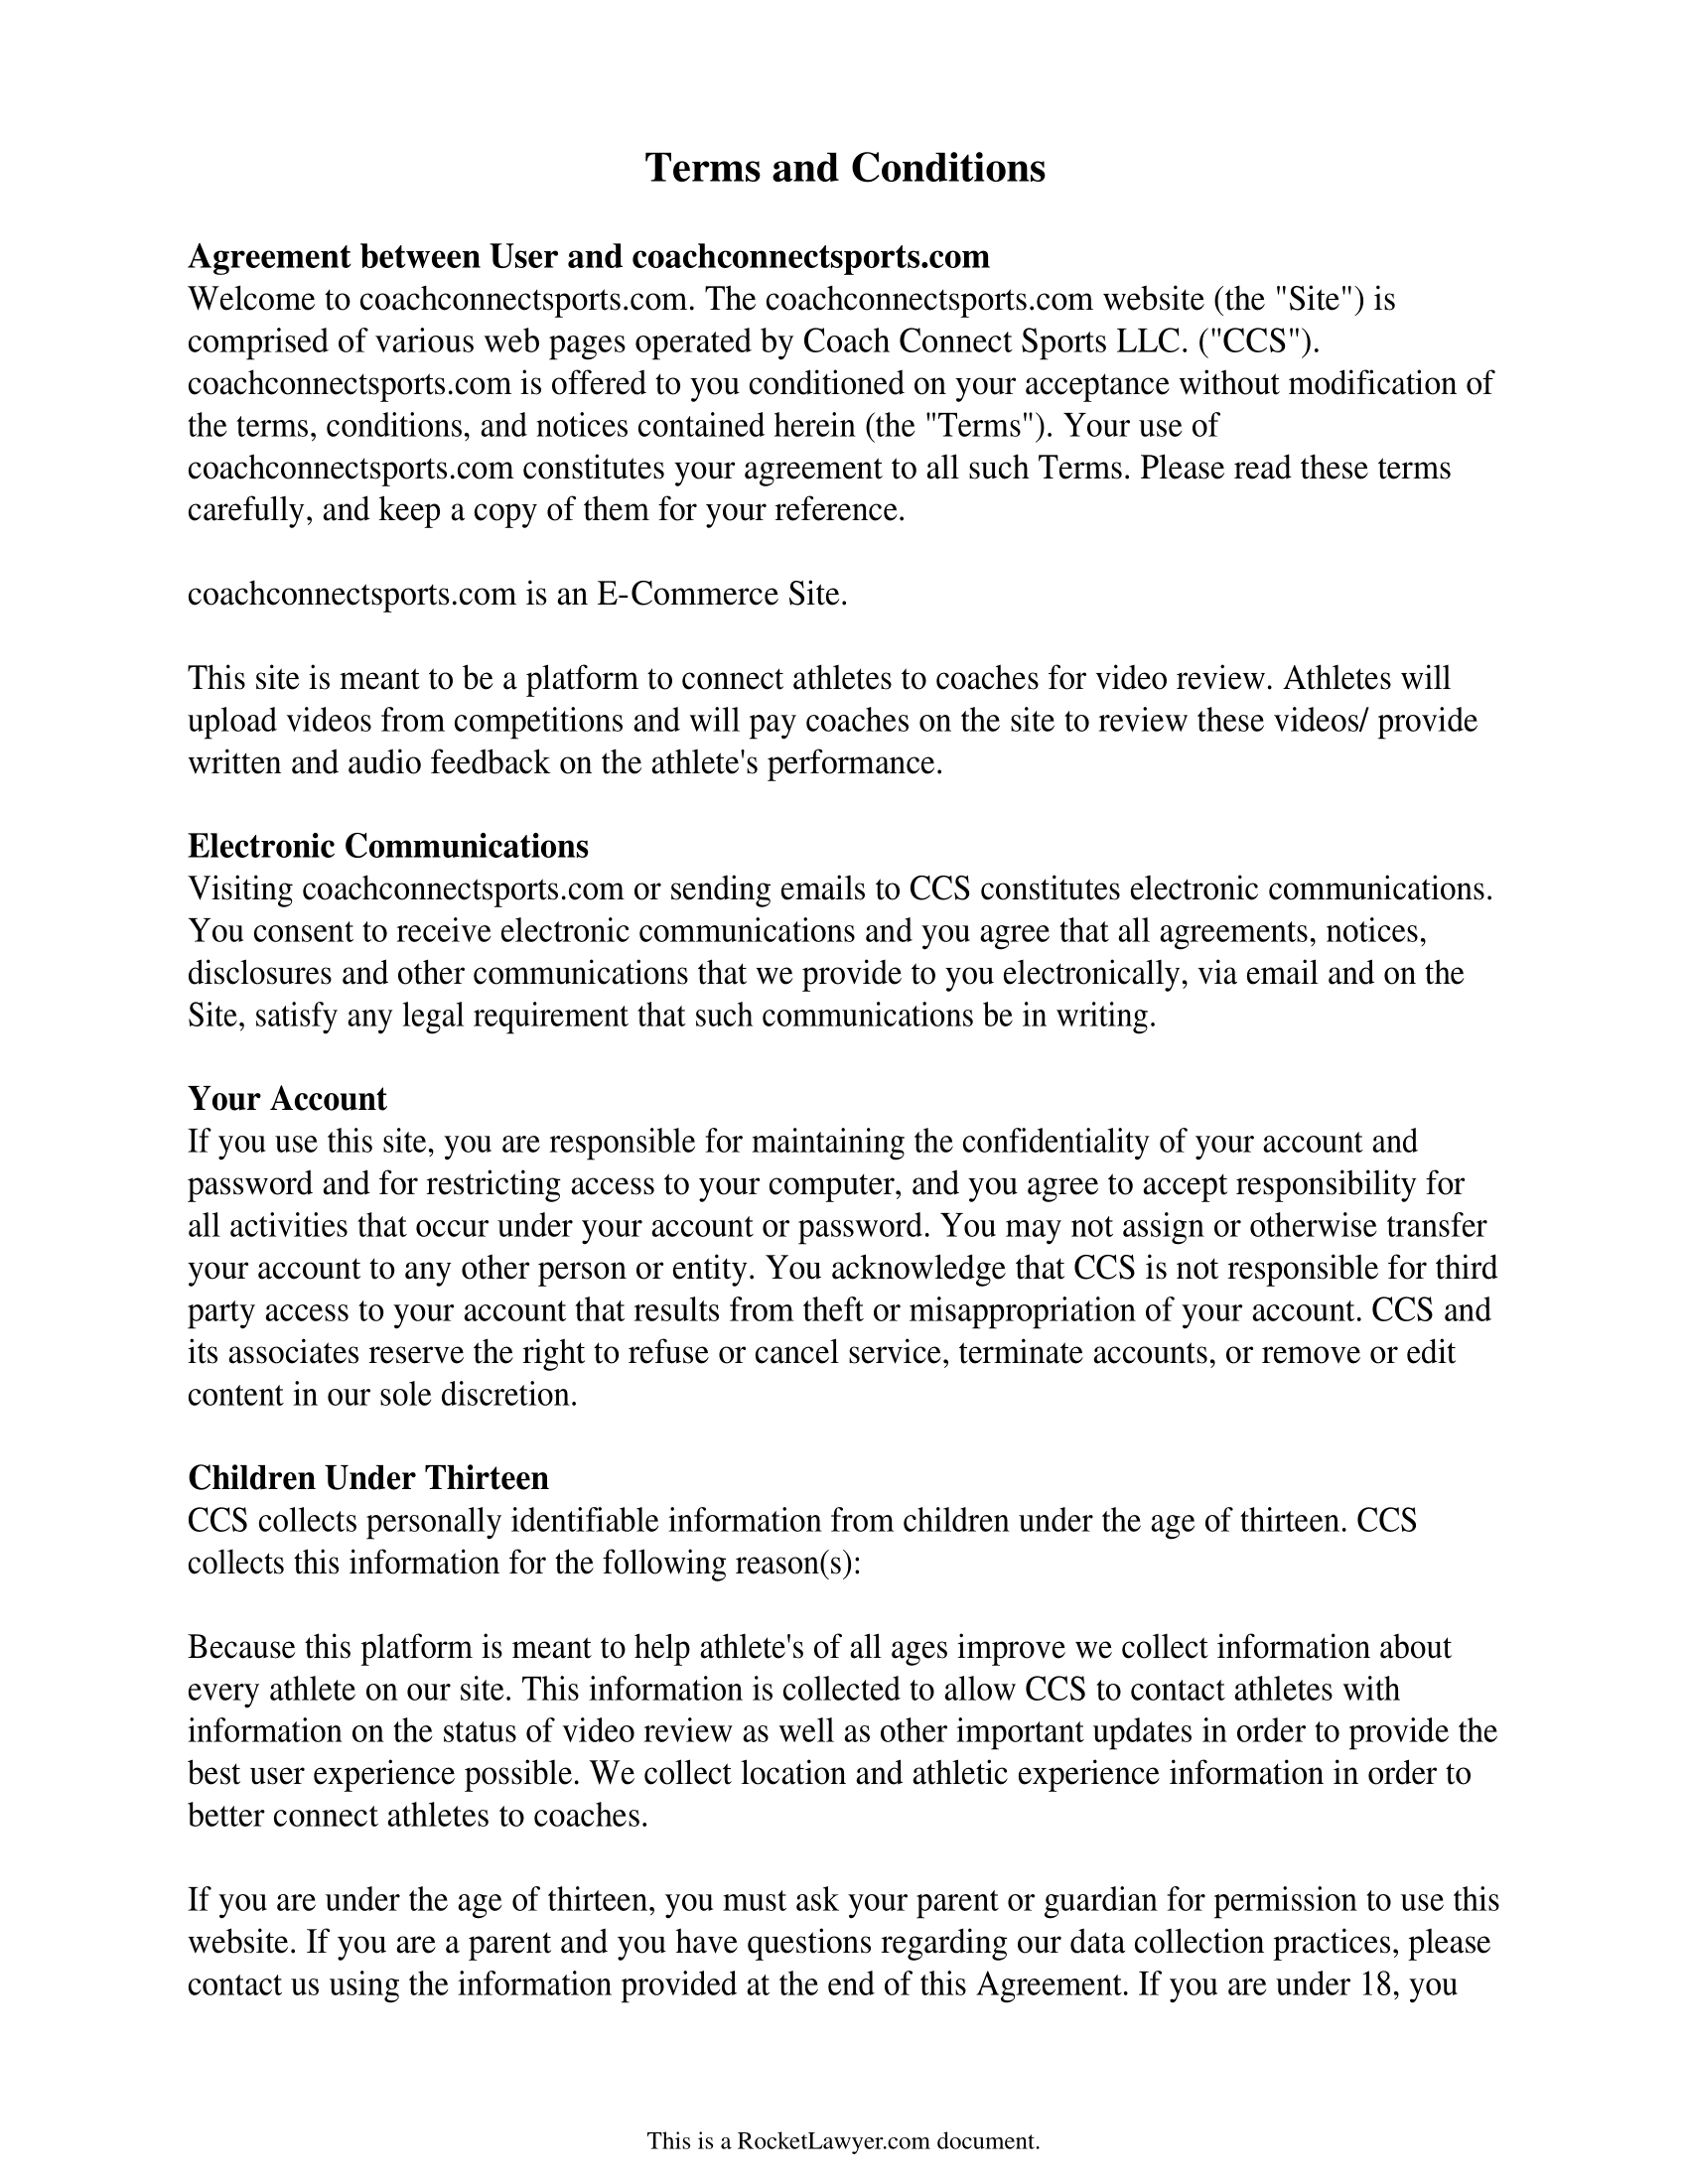 Terms and Conditions
Agreement between User and coachconnectsports.com
Welcome to coachconnectsports.com. The coachconnectsports.com website (the "Site") is
comprised of various web pages operated by Coach Connect Sports LLC. ("CCS").
coachconnectsports.com is offered to you conditioned on your acceptance without modification of
the terms, conditions, and notices contained herein (the "Terms"). Your use of
coachconnectsports.com constitutes your agreement to all such Terms. Please read these terms
carefully, and keep a copy of them for your reference.
coachconnectsports.com is an E-Commerce Site.
This site is meant to be a platform to connect athletes to coaches for video review. Athletes will
upload videos from competitions and will pay coaches on the site to review these videos/ provide
written and audio feedback on the athlete's performance.
Electronic Communications
Visiting coachconnectsports.com or sending emails to CCS constitutes electronic communications.
You consent to receive electronic communications and you agree that all agreements, notices,
disclosures and other communications that we provide to you electronically, via email and on the
Site, satisfy any legal requirement that such communications be in writing.
Your Account
If you use this site, you are responsible for maintaining the confidentiality of your account and
password and for restricting access to your computer, and you agree to accept responsibility for
all activities that occur under your account or password. You may not assign or otherwise transfer
your account to any other person or entity. You acknowledge that CCS is not responsible for third
party access to your account that results from theft or misappropriation of your account. CCS and
its associates reserve the right to refuse or cancel service, terminate accounts, or remove or edit
content in our sole discretion.
Children Under Thirteen
CCS collects personally identifiable information from children under the age of thirteen. CCS
collects this information for the following reason(s):
Because this platform is meant to help athlete's of all ages improve we collect information about
every athlete on our site. This information is collected to allow CCS to contact athletes with
information on the status of video review as well as other important updates in order to provide the
best user experience possible. We collect location and athletic experience information in order to
better connect athletes to coaches.
If you are under the age of thirteen, you must ask your parent or guardian for permission to use this
website. If you are a parent and you have questions regarding our data collection practices, please
contact us using the information provided at the end of this Agreement. If you are under 18, you
This is a RocketLawyer.com document.